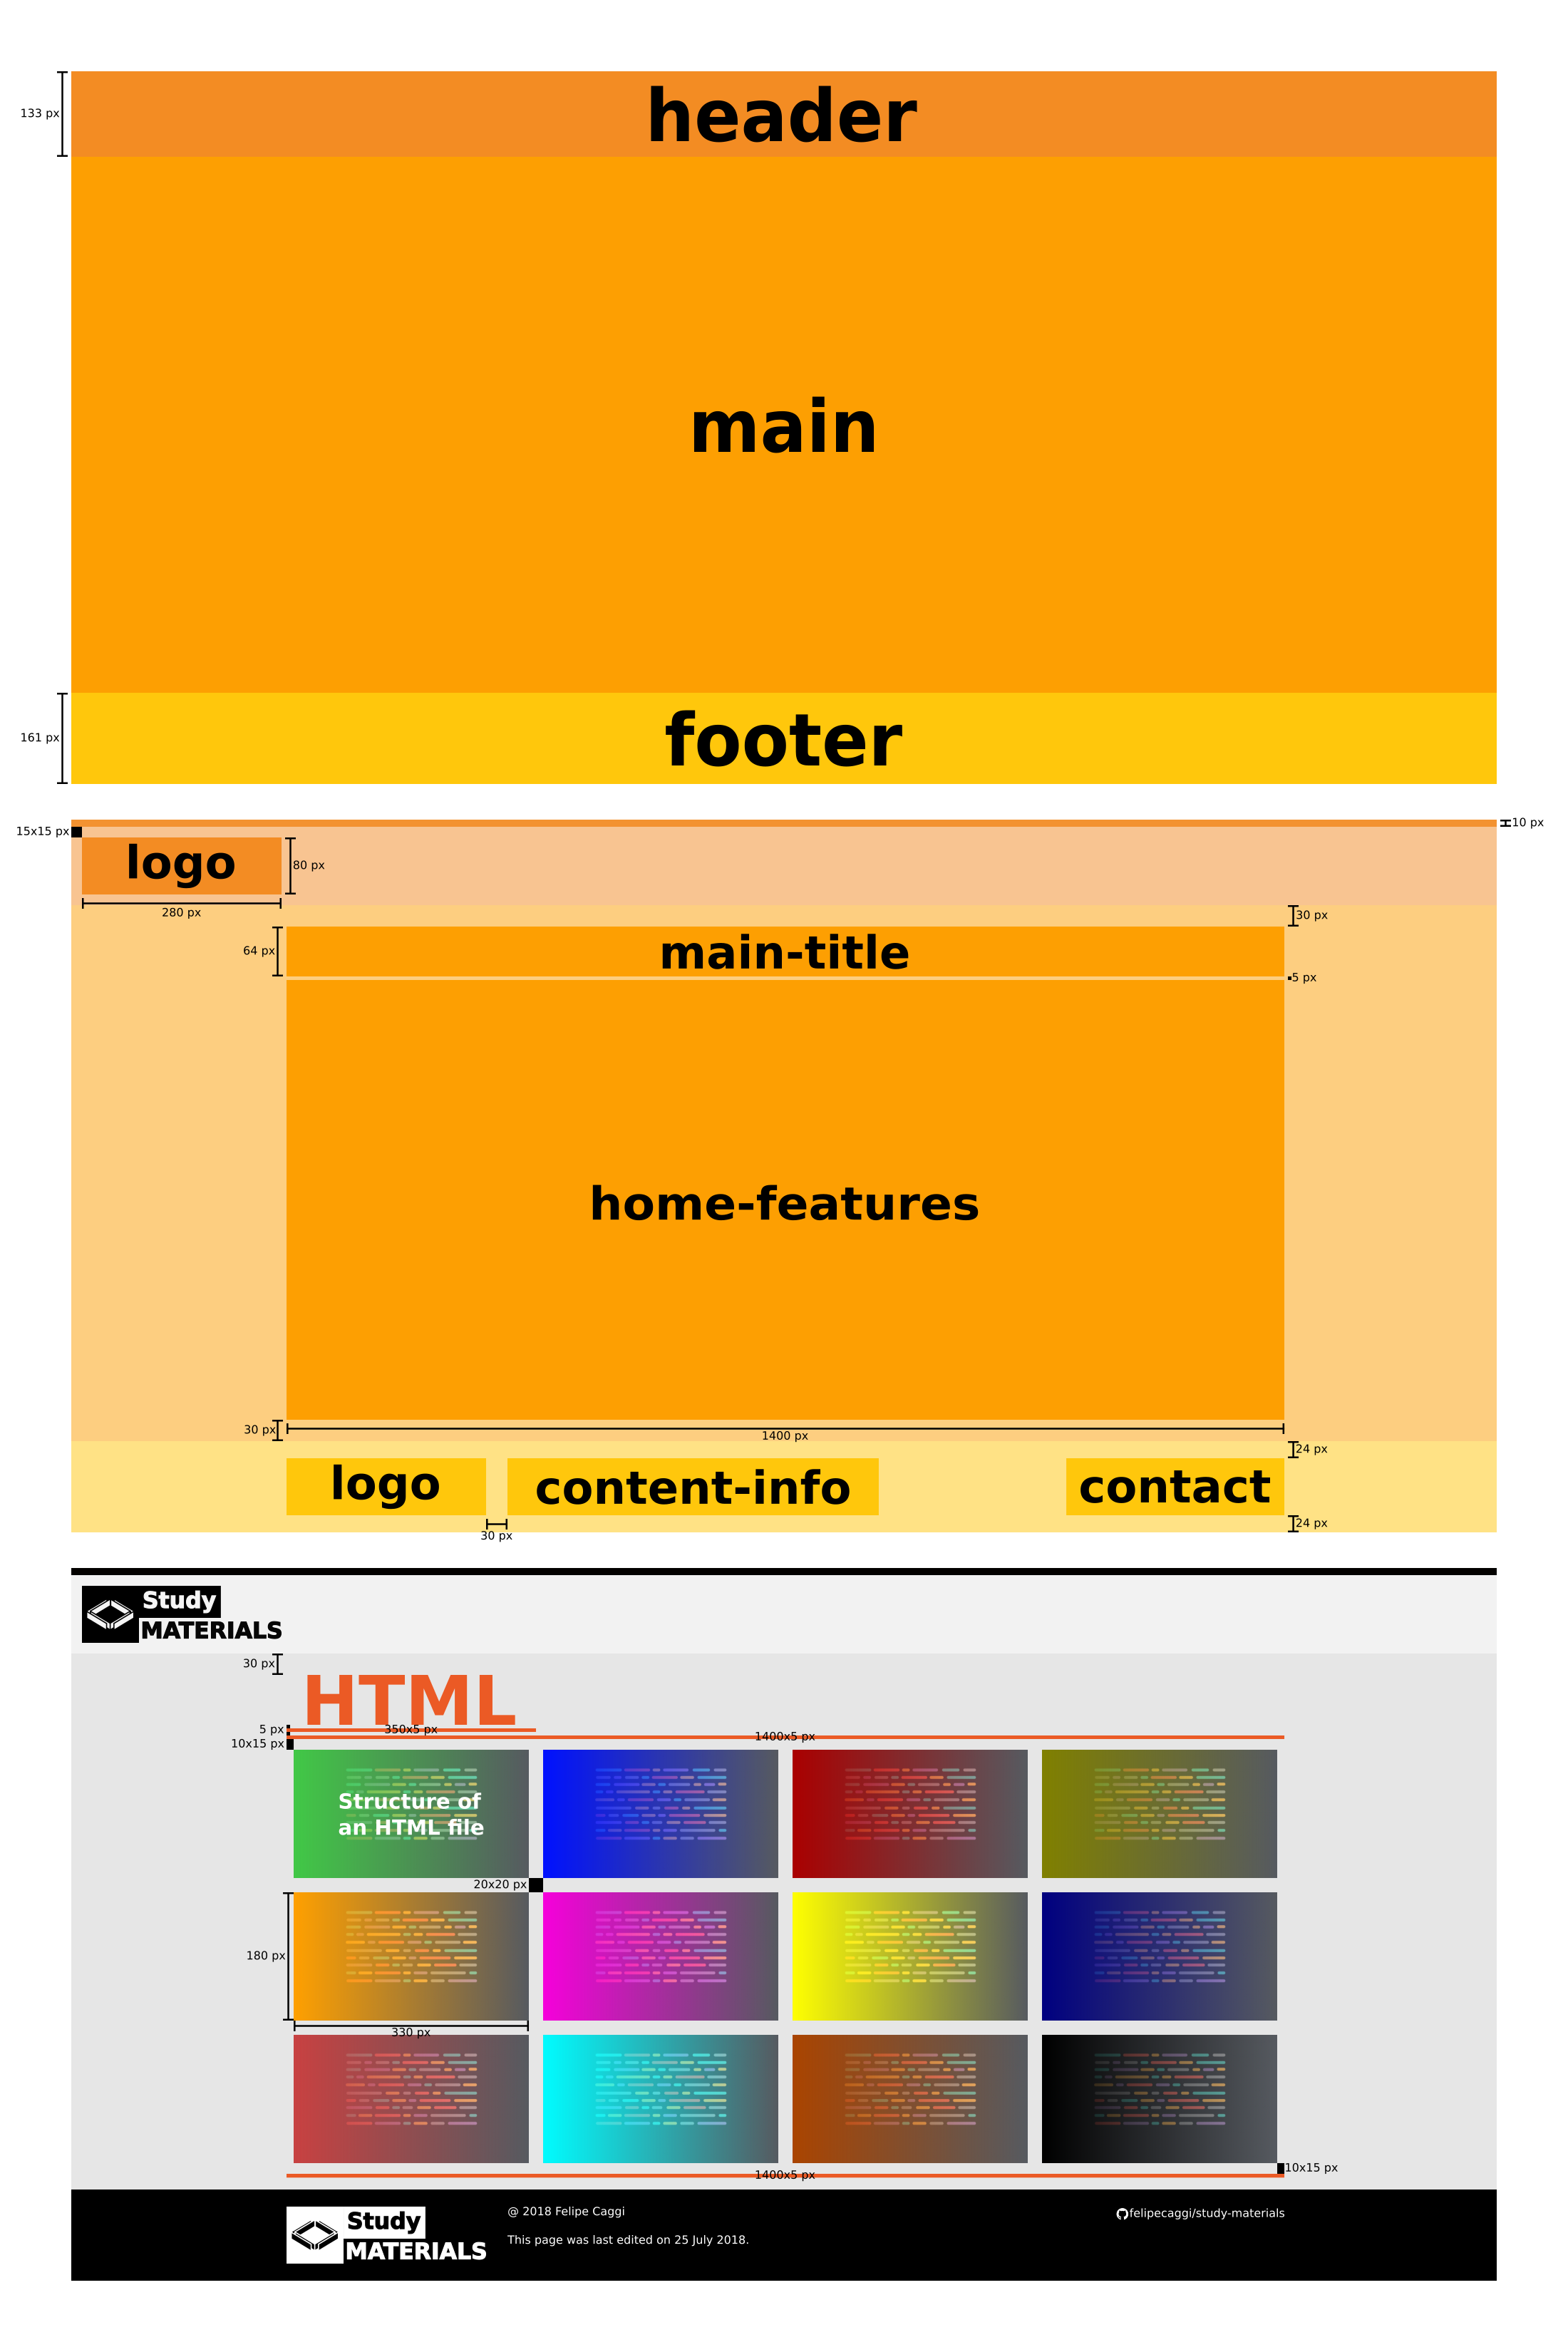 133 px
header
main
161 px
footer
10 px
15x15 px
logo
80 px
280 px
30 px
64 px
main-title
5 px
home-features
30 px
1400 px
24 px
logo
content-info
contact
24 px
30 px
Study
MATERIALS
30 px
HTML
5 px
350x5 px
1400x5 px
10x15 px
Structure of
an HTML file
20x20 px
180 px
330 px
10x15 px
1400x5 px
Study
MATERIALS
@ 2018 Felipe Caggi
This page was last edited on 25 July 2018.
felipecaggi/study-materials